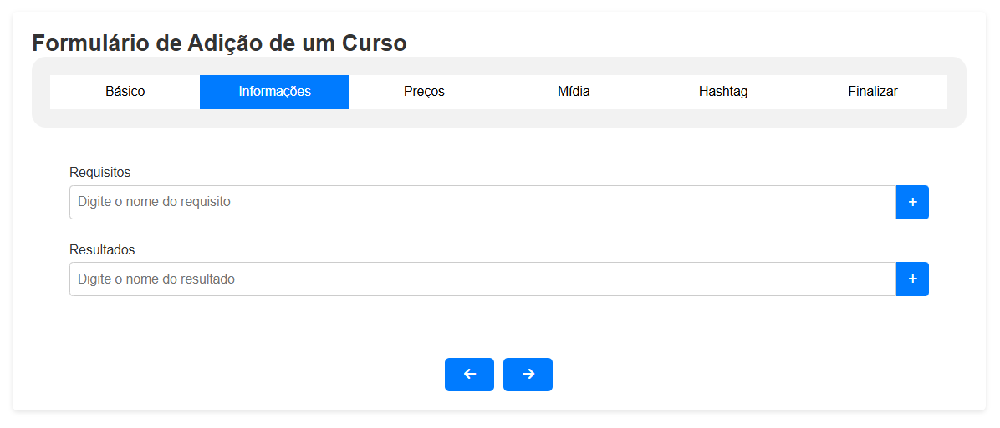 Formulário de Adição de um Curso
Básico Informações Preços Mídia Hashtag Finalizar
Requisitos
Digite o nome do requisito +
Resultados
Digite o nome do resultado +
← →